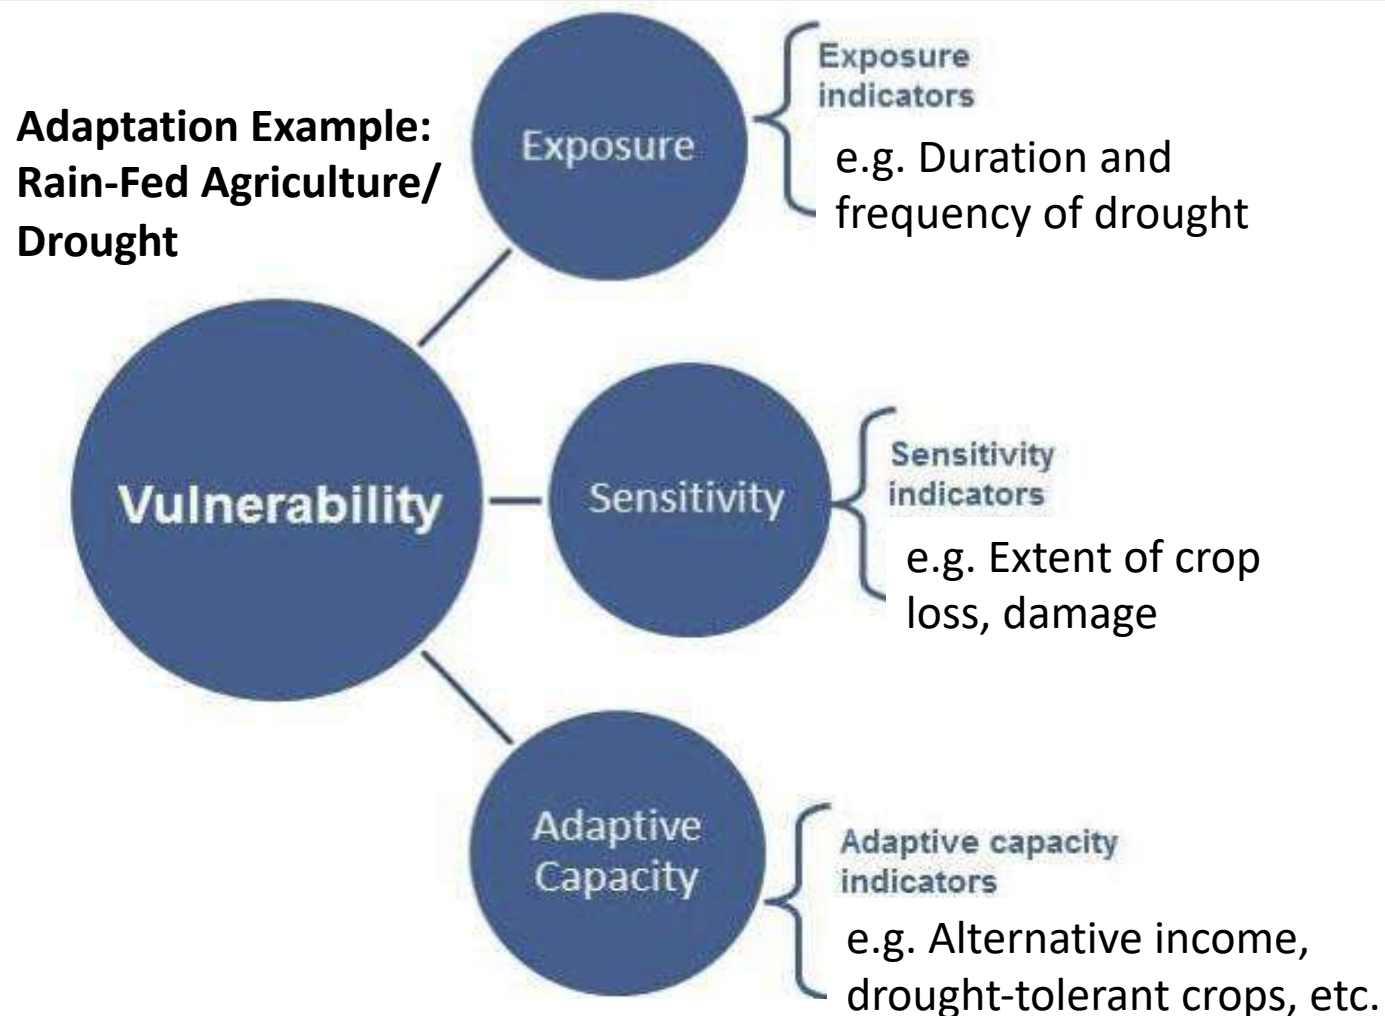 Adaptation Example:
Rain-Fed Agriculture/
Drought
Exposure
Exposure
indicators
e.g. Duration and
frequency of drought
Vulnerability
Sensitivity
Sensitivity
indicators
e.g. Extent of crop
loss, damage
Adaptive
Capacity
Adaptive capacity
indicators
e.g. Alternative income,
drought-tolerant crops, etc.